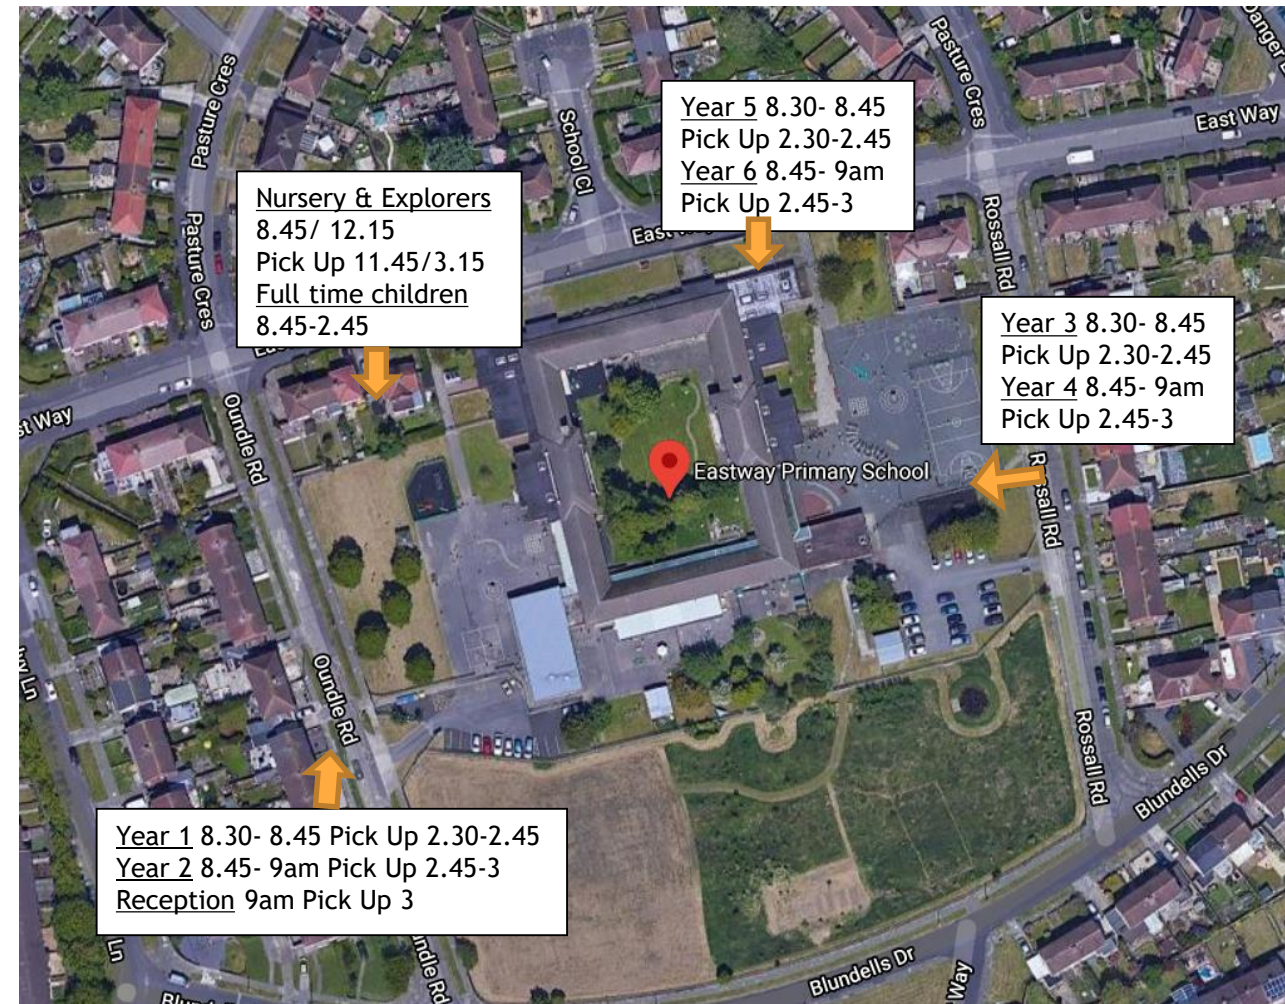 Pasture Cres
Pasture Cres
School Cl
Pasture Cres
East Way
Year 5 8.30- 8.45
Pick Up 2.30-2.45
Year 6 8.45- 9am
Pick Up 2.45-3
Nursery & Explorers
8.45/ 12.15
Pick Up 11.45/3.15
Full time children
8.45-2.45
Rossall Rd
Year 3 8.30- 8.45
Pick Up 2.30-2.45
Year 4 8.45- 9am
Pick Up 2.45-3
Oundle Rd
Eastway Primary School
Oundle Rd
Rossall Rd
Blundells Dr
Year 1 8.30- 8.45 Pick Up 2.30-2.45
Year 2 8.45- 9am Pick Up 2.45-3
Reception 9am Pick Up 3
Ln
Blundells Dr
Way